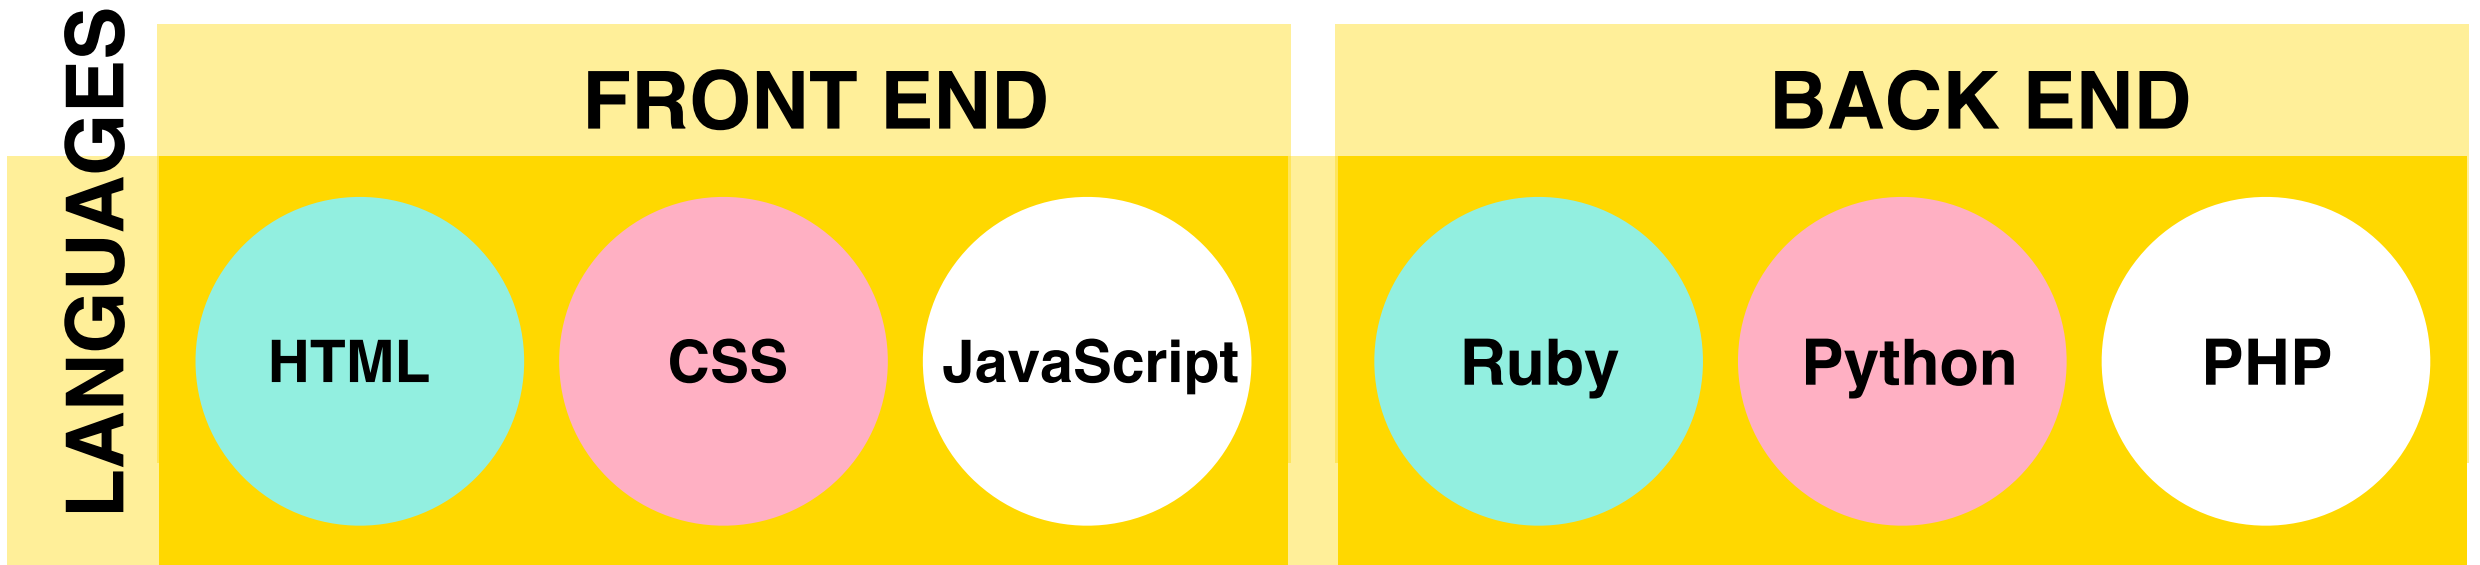 LANGUAGES
FRONT END
BACK END
HTML
CSS
JavaScript
Ruby
Python
PHP